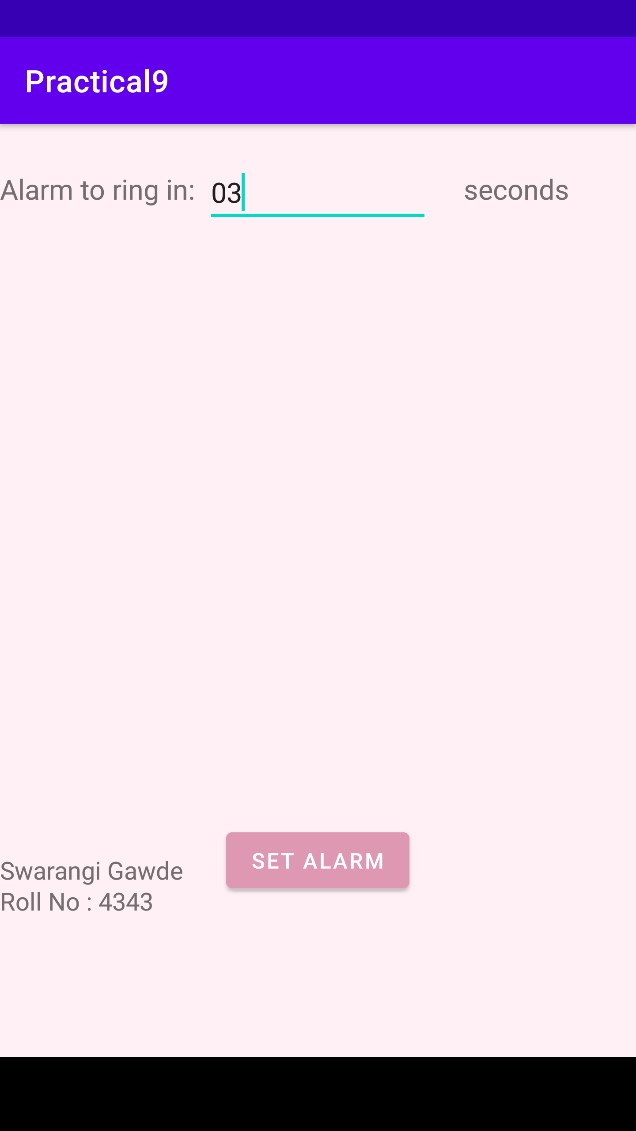 Practical9
Alarm to ring in: 03 seconds
SET ALARM
Swarangi Gawde
Roll No : 4343